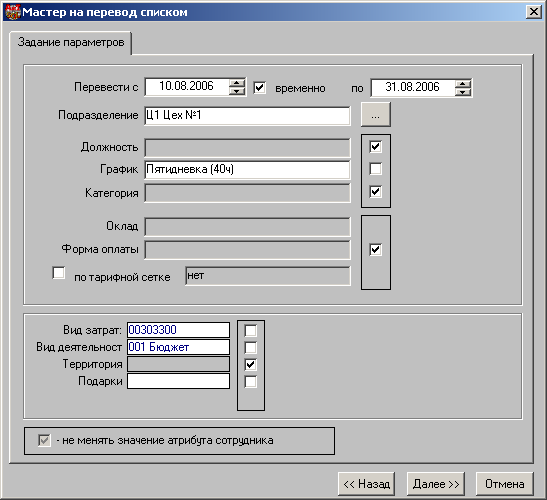 Мастер на перевод списком
Задание параметров
Перевести с 10.08.2006 временно по 31.08.2006
Подразделение Ц1 Цех №1 ...
Должность
График Пятидневка (40ч)
Категория
Оклад
Форма оплаты
по тарифной сетке нет
Вид затрат: 00303300
Вид деятельност 001 Бюджет
Территория
Подарки
- не менять значение атрибута сотрудника
<< Назад Далее >> Отмена